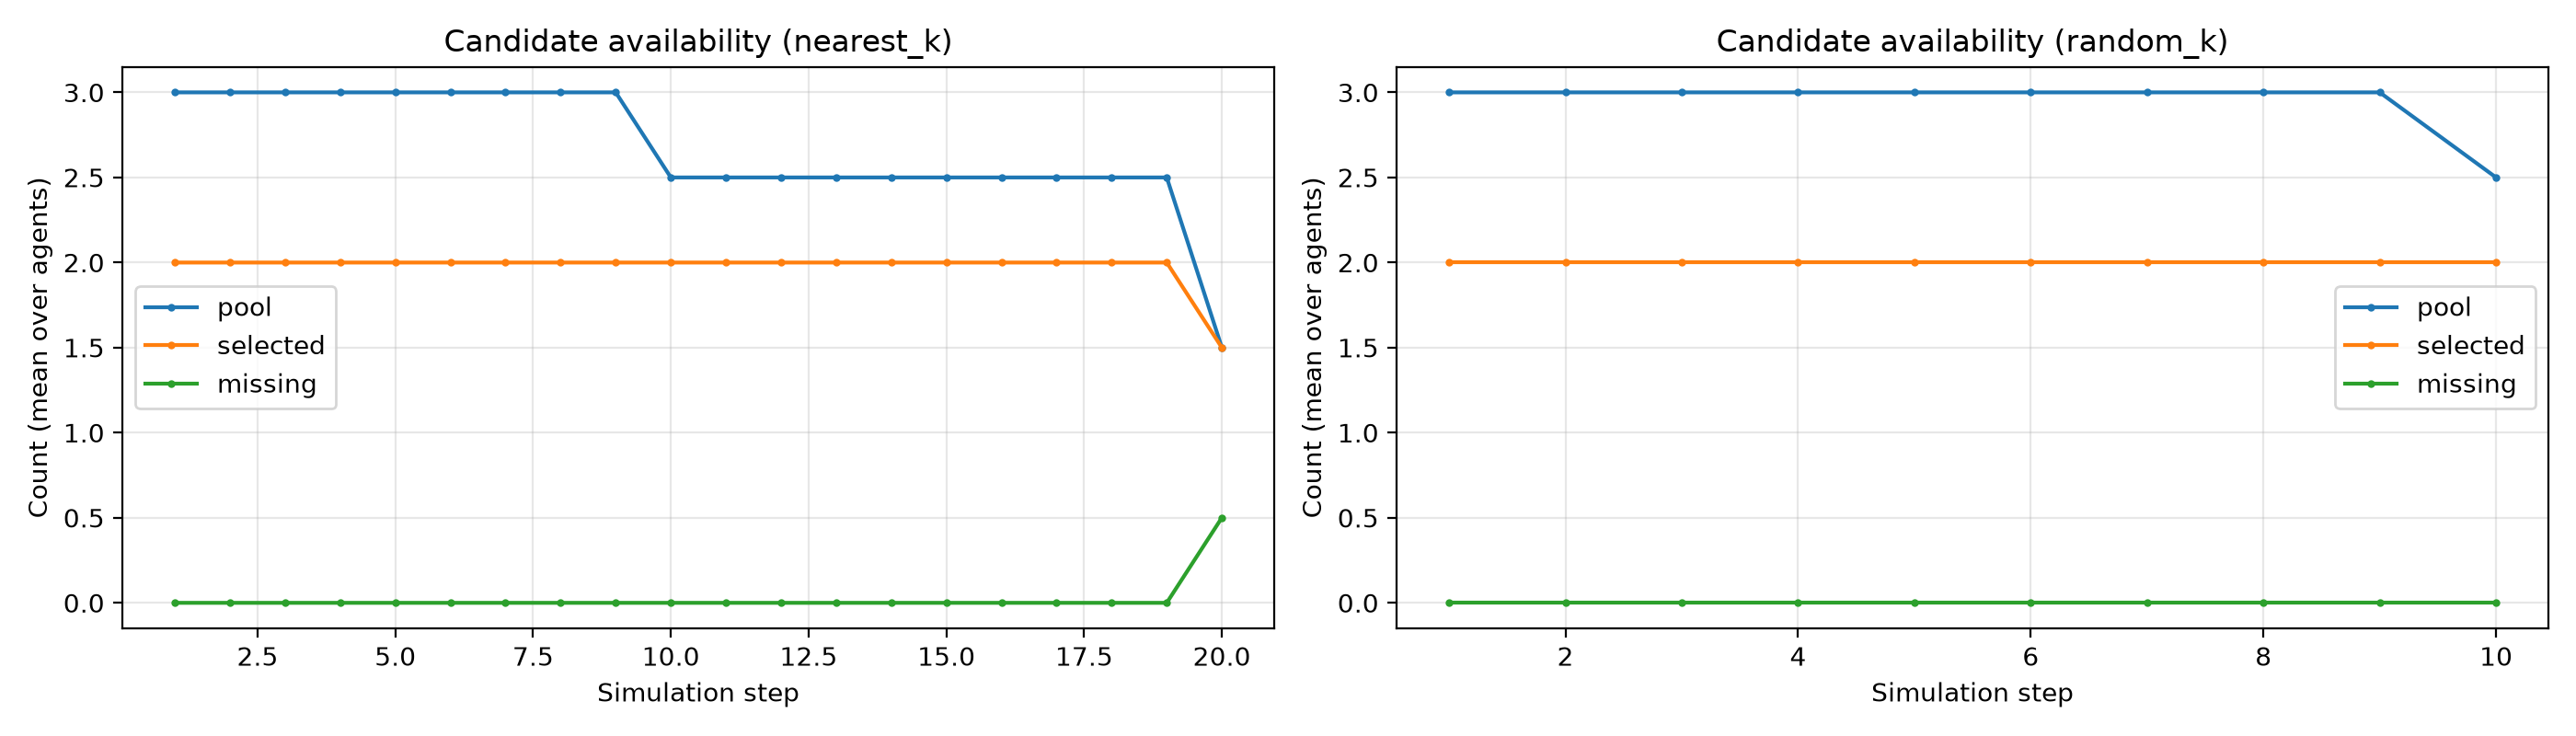 Candidate availability (nearest_k)
Count (mean over agents)
3.0
2.5
2.0
1.5
1.0
0.5
0.0
pool
selected
missing
2.5 5.0 7.5 10.0 12.5 15.0 17.5 20.0
Simulation step
Candidate availability (random_k)
Count (mean over agents)
3.0
2.5
2.0
1.5
1.0
0.5
0.0
pool
selected
missing
2 4 6 8 10
Simulation step